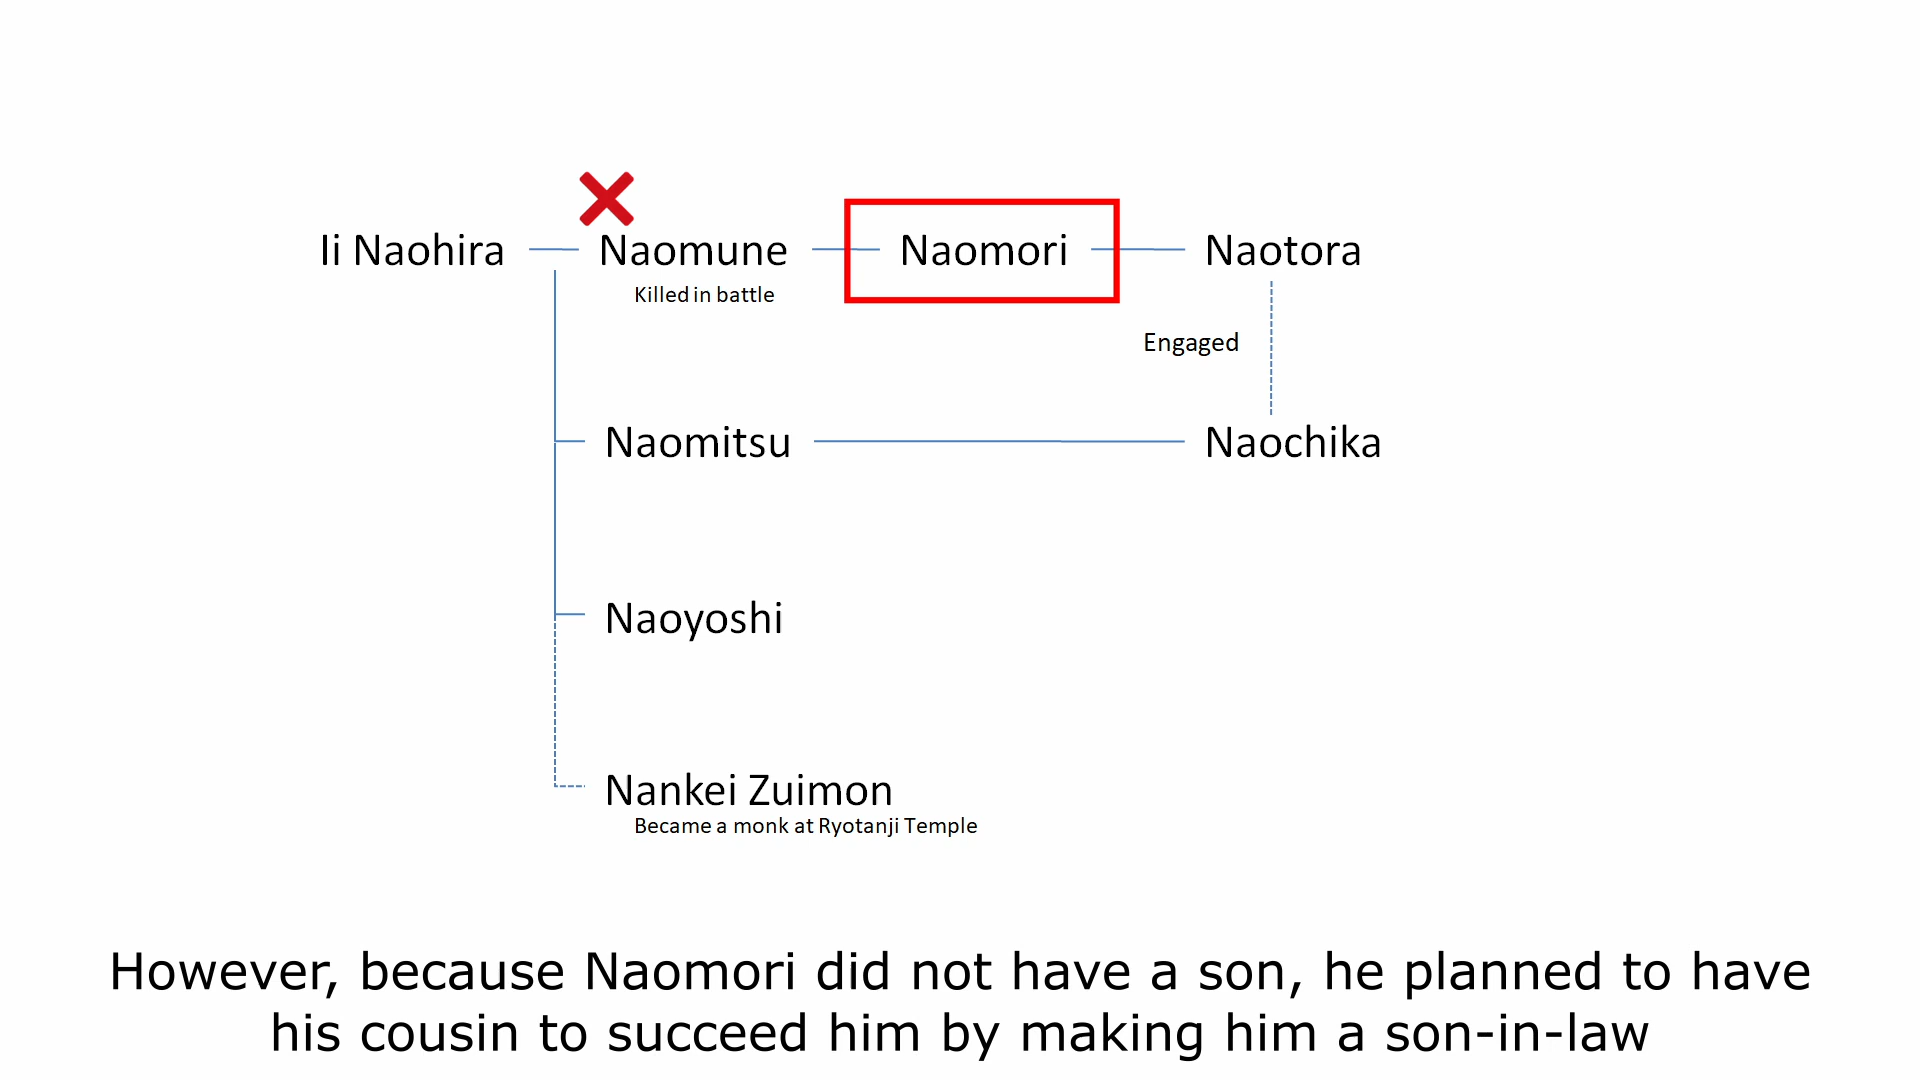 Ii Naohira
Naomune
Naomori
Naotora
Killed in battle
Engaged
Naomitsu
Naochika
Naoyoshi
Nankei Zuimon
Became a monk at Ryotanji Temple
However, because Naomori did not have a son, he planned to have
his cousin to succeed him by making him a son-in-law